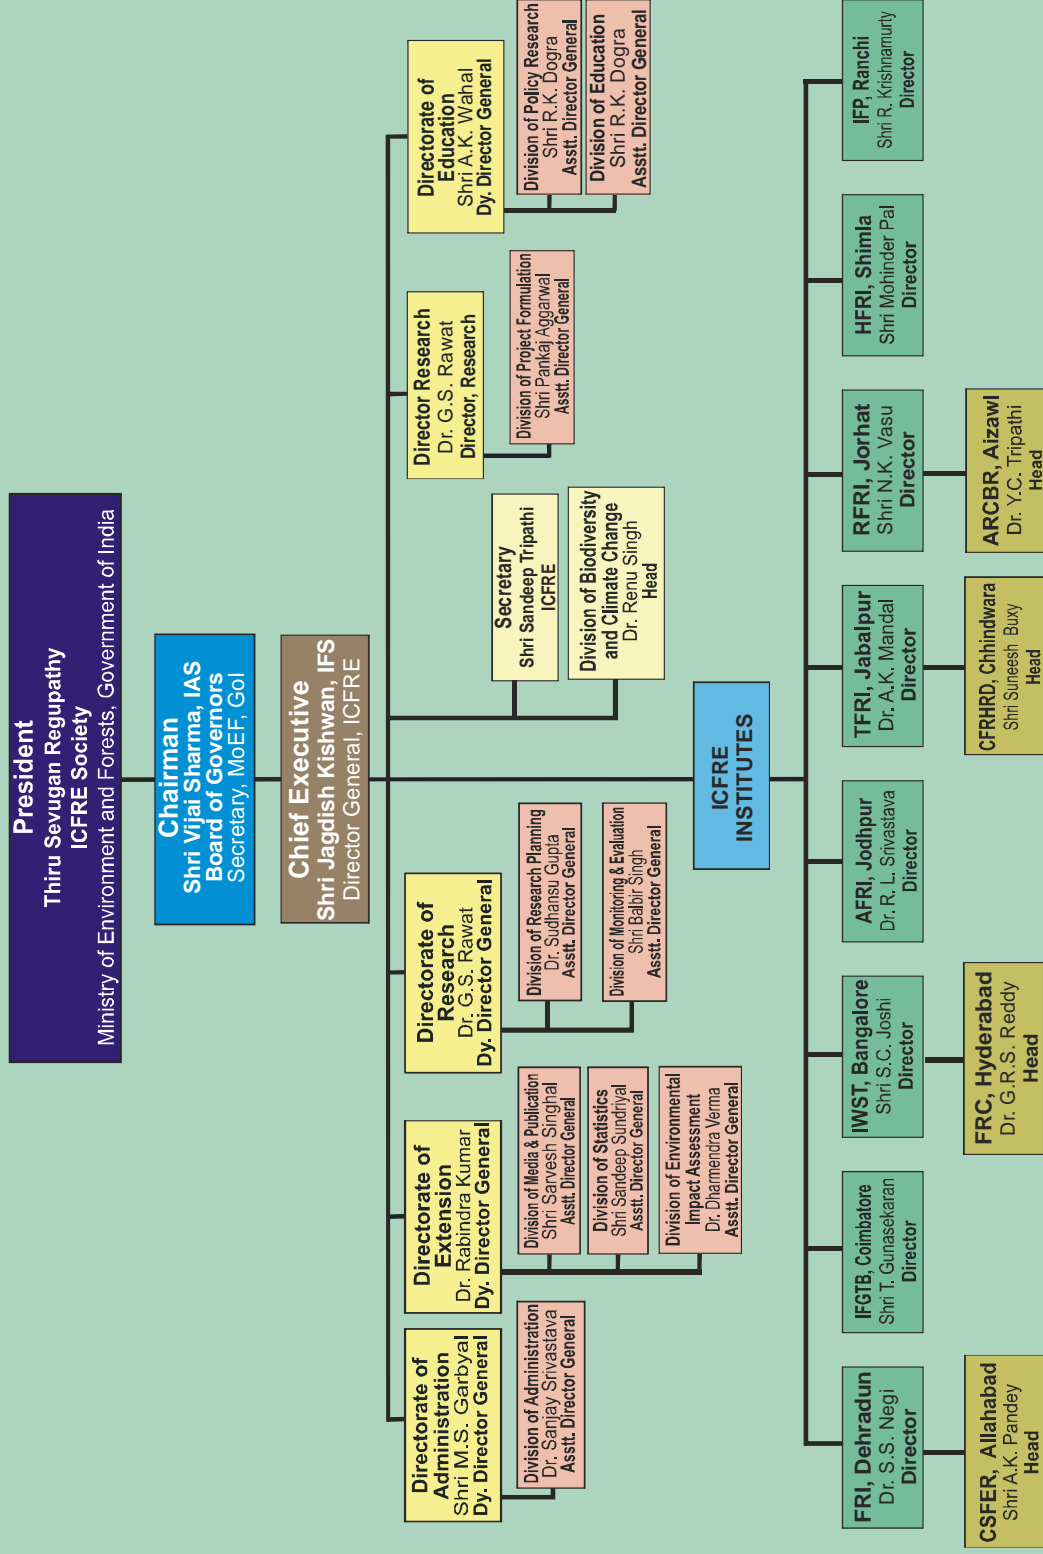 President
Thiru Sevugan Regupathy
ICFRE Society
Ministry of Environment and Forests, Government of India
Chairman
Shri Vijai Sharma, IAS
Board of Governors
Secretary, MoEF, GoI
Chief Executive
Shri Jagdish Kishwan, IFS
Director General, ICFRE
Directorate of
Administration
Shri M.S. Garbyal
Dy. Director General
Division of Administration
Dr. Sanjay Srivastava
Asstt. Director General
Directorate of
Extension
Dr. Rabindra Kumar
Dy. Director General
Division of Media & Publication
Shri Sarvesh Singhal
Asstt. Director General
Division of Statistics
Shri Sandeep Sundriyal
Asstt. Director General
Division of Environmental
Impact Assessment
Dr. Dharmendra Verma
Asstt. Director General
Directorate of
Research
Dr. G.S. Rawat
Dy. Director General
Division of Research Planning
Dr. Sudhansu Gupta
Asstt. Director General
Division of Monitoring & Evaluation
Shri Balbir Singh
Asstt. Director General
Secretary
Shri Sandeep Tripathi
ICFRE
Division of Biodiversity
and Climate Change
Dr. Renu Singh
Head
Director Research
Dr. G.S. Rawat
Director, Research
Division of Project Formulation
Shri Pankaj Aggarwal
Asstt. Director General
Directorate of
Education
Shri A.K. Wahal
Dy. Director General
Division of Policy Research
Shri R.K. Dogra
Asstt. Director General
Division of Education
Shri R.K. Dogra
Asstt. Director General
ICFRE
INSTITUTES
FRI, Dehradun
Dr. S.S. Negi
Director
CSFER, Allahabad
Shri A.K. Pandey
Head
IFGTB, Coimbatore
Shri T. Gunasekaran
Director
IWST, Bangalore
Shri S.C. Joshi
Director
FRC, Hyderabad
Dr. G.R.S. Reddy
Head
AFRI, Jodhpur
Dr. R. L. Srivastava
Director
TFRI, Jabalpur
Dr. A.K. Mandal
Director
CFRHRD, Chhindwara
Shri Suneesh Buxy
Head
RFRI, Jorhat
Shri N.K. Vasu
Director
ARCBR, Aizawl
Dr. Y.C. Tripathi
Head
HFRI, Shimla
Shri Mohinder Pal
Director
IFP, Ranchi
Shri R. Krishnamurty
Director